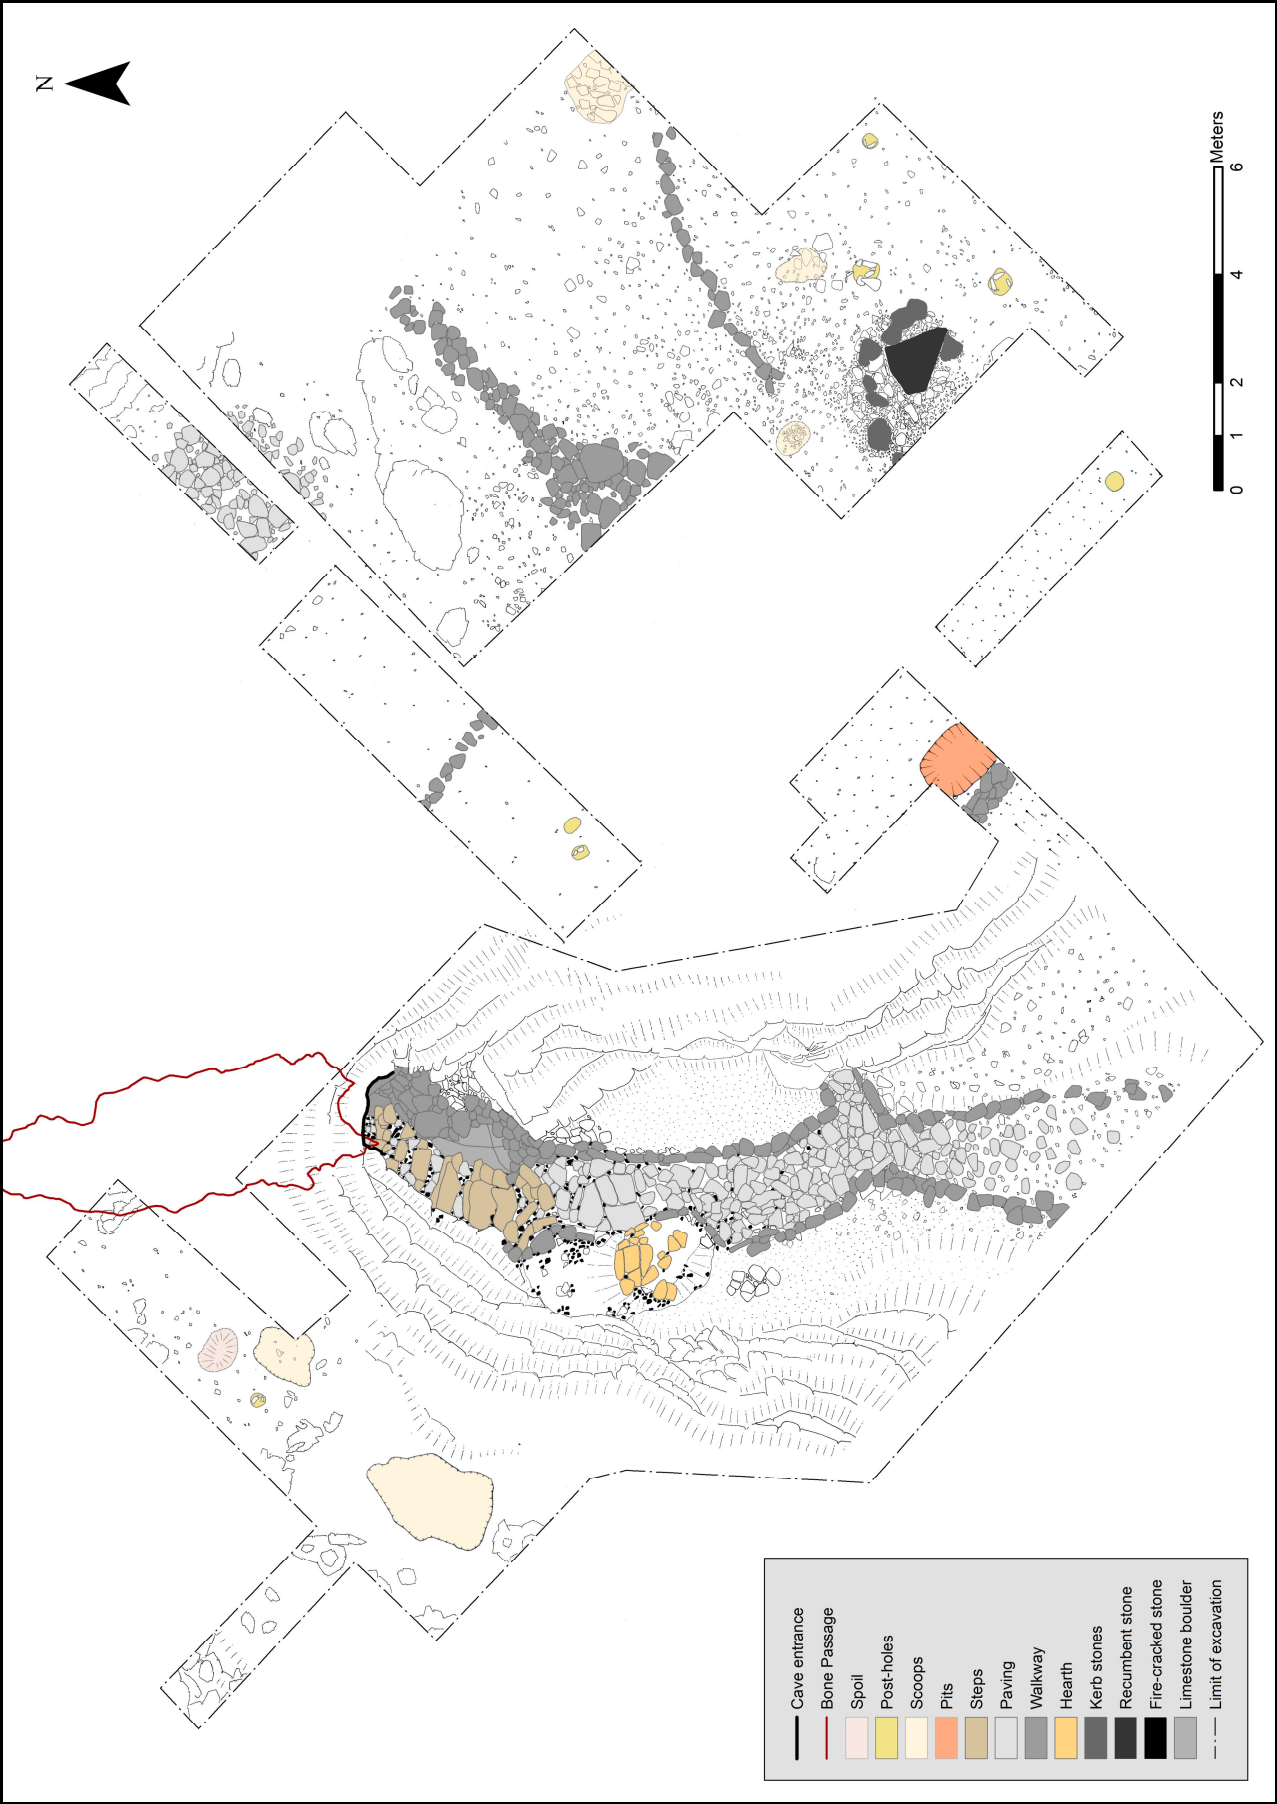 N
Cave entrance
Bone Passage
Spoil
Post-holes
Scoops
Pits
Steps
Paving
Walkway
Hearth
Kerb stones
Recumbent stone
Fire-cracked stone
Limestone boulder
Limit of excavation
0 1 2 4 6
Meters